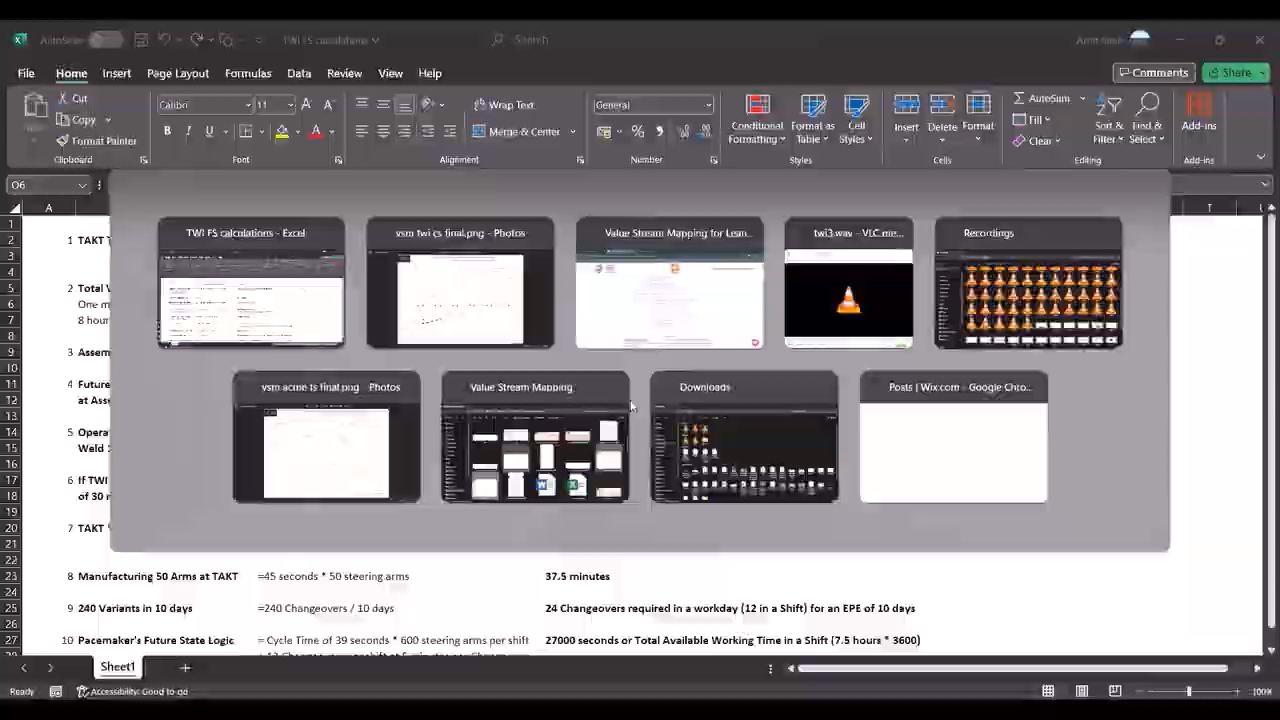 TWI FS calculations
Search
File Home Insert Page Layout Formulas Data Review View Help
Comments Share
Cut
Copy
Format Painter
Clipboard
Calibri 11
B I U
Font
Wrap Text
Merge & Center
Alignment
General
Number
Conditional Formatting
Format as Table
Cell Styles
Styles
Insert Delete Format
Cells
AutoSum
Fill
Clear
Sort & Filter
Find & Select
Editing
Add-ins
Add-ins
O6
A T
TWI FS calculations - Excel
vsm twi cs final.png - Photos
Value Stream Mapping for Lean...
twi3.wav - VLC me...
Recordings
vsm acme fs final.png Photos
Value Stream Mapping
Downloads
Posts | Wix.com - Google Chro...
1 TAKT
5 Total
One m
8 hour
3 Assem
4 Future
at Ass
5 Operat
Weld
6 If TWI
of 30 m
7 TAKT
8 Manufacturing 50 Arms at TAKT =45 seconds * 50 steering arms 37.5 minutes
9 240 Variants in 10 days =240 Changeovers / 10 days 24 Changeovers required in a workday (12 in a Shift) for an EPE of 10 days
10 Pacemaker's Future State Logic = Cycle Time of 39 seconds * 600 steering arms per shift 27000 seconds or Total Available Working Time in a Shift (7.5 hours * 3600)
Sheet1
Ready Accessibility: Good to go
100%